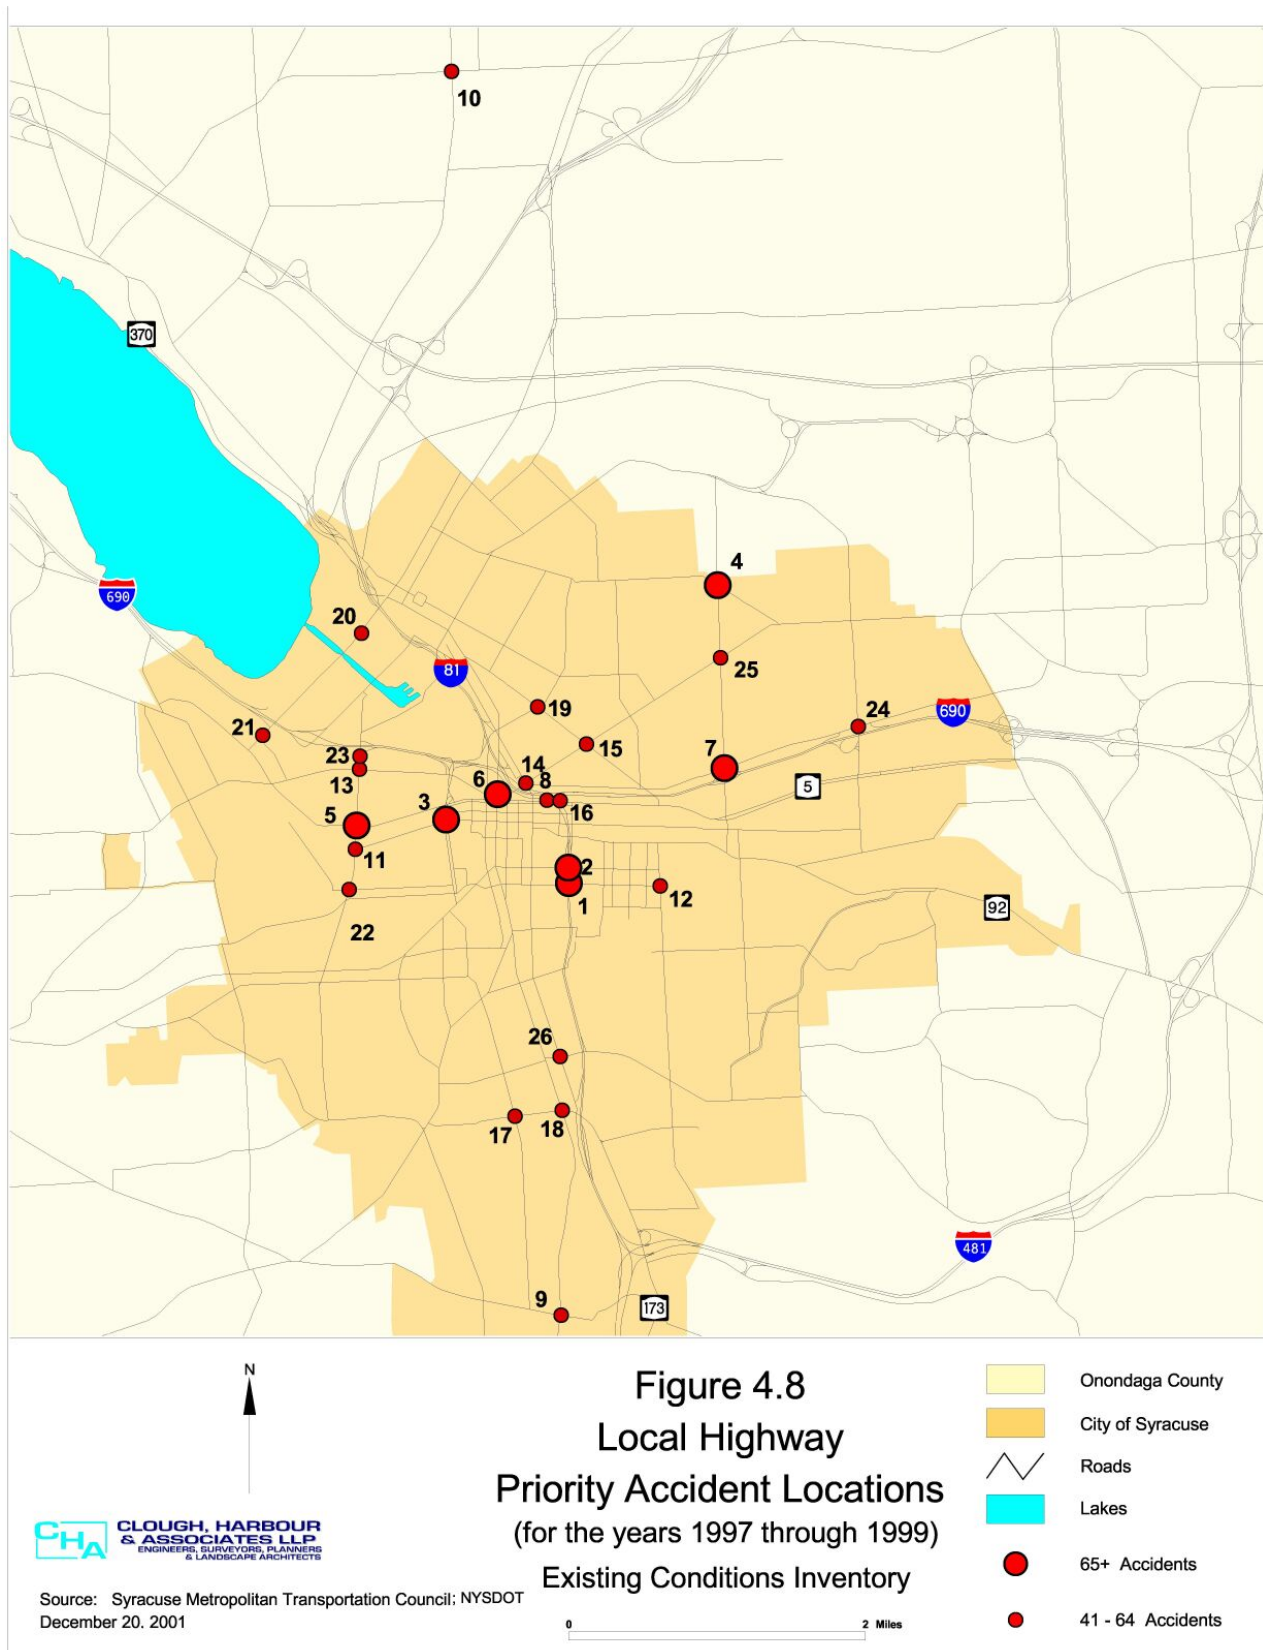 10
370
4
690
20
81
25
19
24
690
21
15
7
23
14
13
6
8
5
16
3
5
11
2
12
1
92
22
26
17
18
481
9
173
N
Figure 4.8
Local Highway
Priority Accident Locations
(for the years 1997 through 1999)
Existing Conditions Inventory
0 2 Miles
Onondaga County
City of Syracuse
Roads
Lakes
65+ Accidents
41 - 64 Accidents
CHA
CLOUGH, HARBOUR
& ASSOCIATES LLP
ENGINEERS, SURVEYORS, PLANNERS
& LANDSCAPE ARCHITECTS
Source: Syracuse Metropolitan Transportation Council; NYSDOT
December 20. 2001